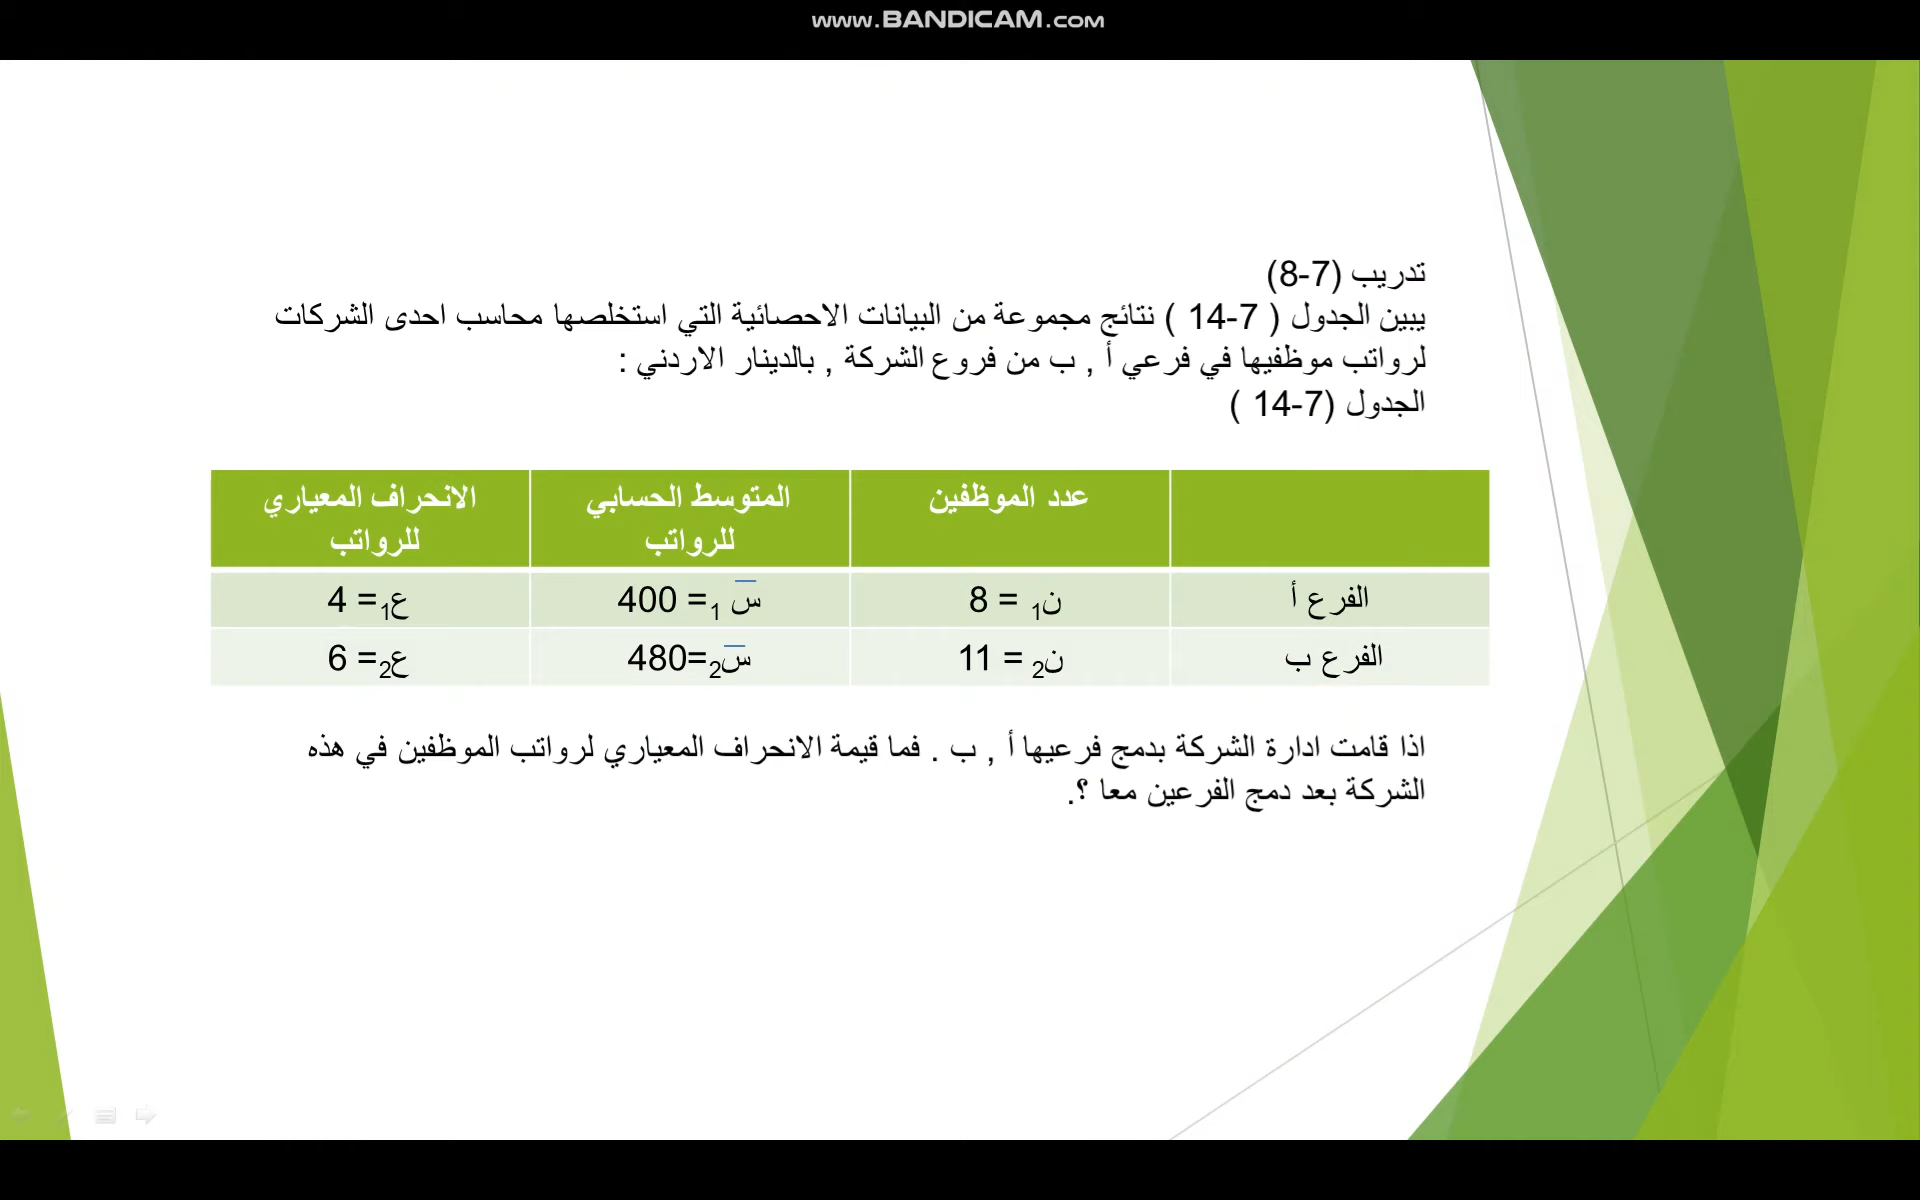 www.BANDICAM.com
تدريب (7-8)
يبين الجدول ( 7-14 ) نتائج مجموعة من البيانات الاحصائية التي استخلصها محاسب احدى الشركات
لرواتب موظفيها في فرعي أ , ب من فروع الشركة , بالدينار الاردني :
الجدول (7-14 )
عدد الموظفين
المتوسط الحسابي للرواتب
الانحراف المعياري للرواتب
الفرع أ
ن1 = 8
س̅ 1= 400
ع1= 4
الفرع ب
ن2 = 11
س̅2=480
ع2= 6
اذا قامت ادارة الشركة بدمج فرعيها أ , ب . فما قيمة الانحراف المعياري لرواتب الموظفين في هذه
الشركة بعد دمج الفرعين معا ؟.